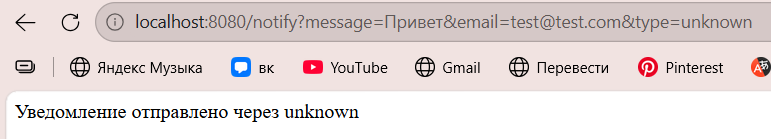 localhost:8080/notify?message=Привет&email=test@test.com&type=unknown
Яндекс Музыка вк YouTube Gmail Перевести Pinterest
Уведомление отправлено через unknown